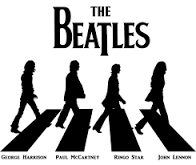 THE
BEATLES
GEORGE HARRISON PAUL MCCARTNEY RINGO STAR JOHN LENNON